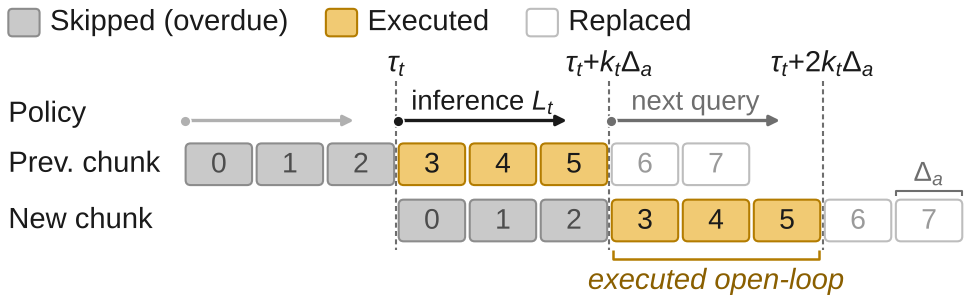 Skipped (overdue) Executed Replaced
τt τt+ktΔa τt+2ktΔa
Policy inference Lt next query
Prev. chunk 0 1 2 3 4 5 6 7
Δa
New chunk 0 1 2 3 4 5 6 7
executed open-loop